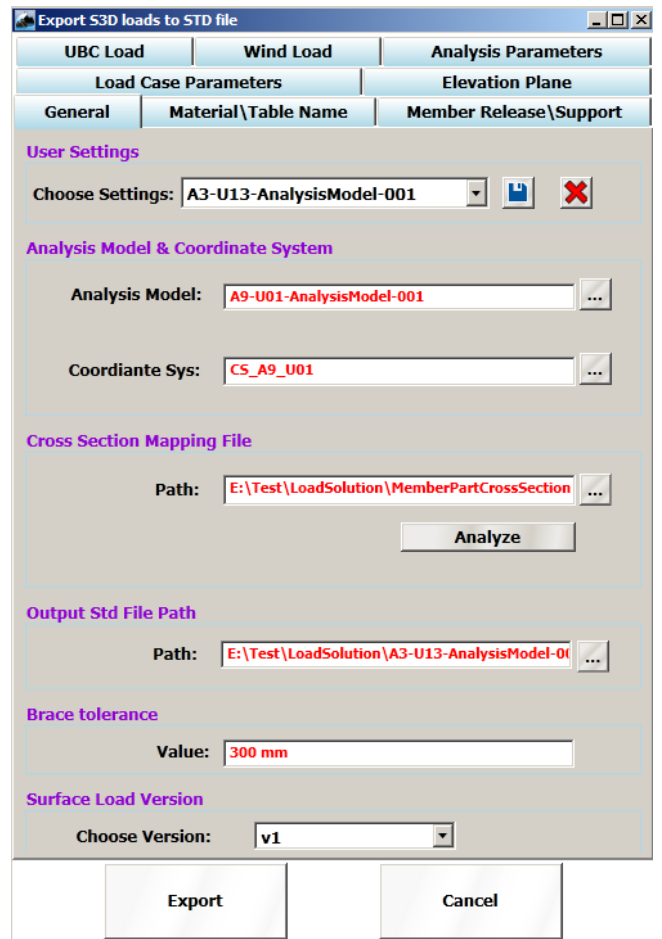 Export S3D loads to STD file
UBC Load Wind Load Analysis Parameters
Load Case Parameters Elevation Plane
General Material\Table Name Member Release\Support
User Settings
Choose Settings: A3-U13-AnalysisModel-001
Analysis Model & Coordinate System
Analysis Model: A9-U01-AnalysisModel-001 ...
Coordiante Sys: CS_A9_U01 ...
Cross Section Mapping File
Path: E:\Test\LoadSolution\MemberPartCrossSection ...
Analyze
Output Std File Path
Path: E:\Test\LoadSolution\A3-U13-AnalysisModel-00 ...
Brace tolerance
Value: 300 mm
Surface Load Version
Choose Version: v1
Export Cancel